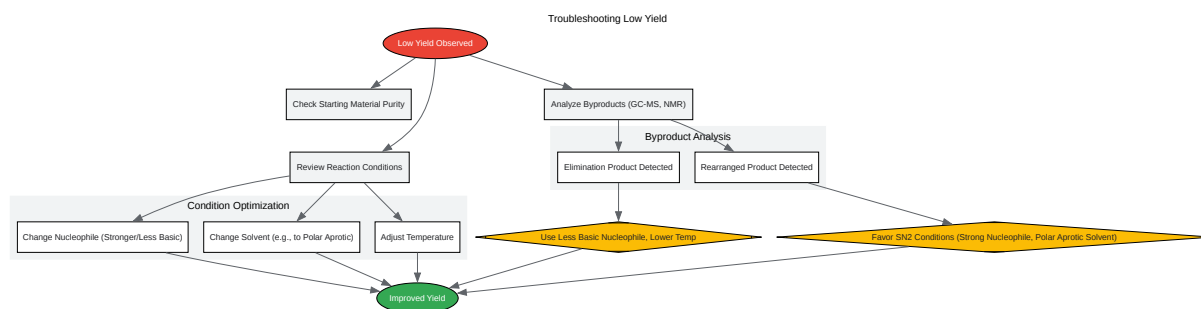 Troubleshooting Low Yield
Low Yield Observed
Check Starting Material Purity
Analyze Byproducts (GC-MS, NMR)
Byproduct Analysis
Review Reaction Conditions
Elimination Product Detected
Rearranged Product Detected
Condition Optimization
Change Nucleophile (Stronger/Less Basic)
Change Solvent (e.g., to Polar Aprotic)
Adjust Temperature
Use Less Basic Nucleophile, Lower Temp
Favor SN2 Conditions (Strong Nucleophile, Polar Aprotic Solvent)
Improved Yield